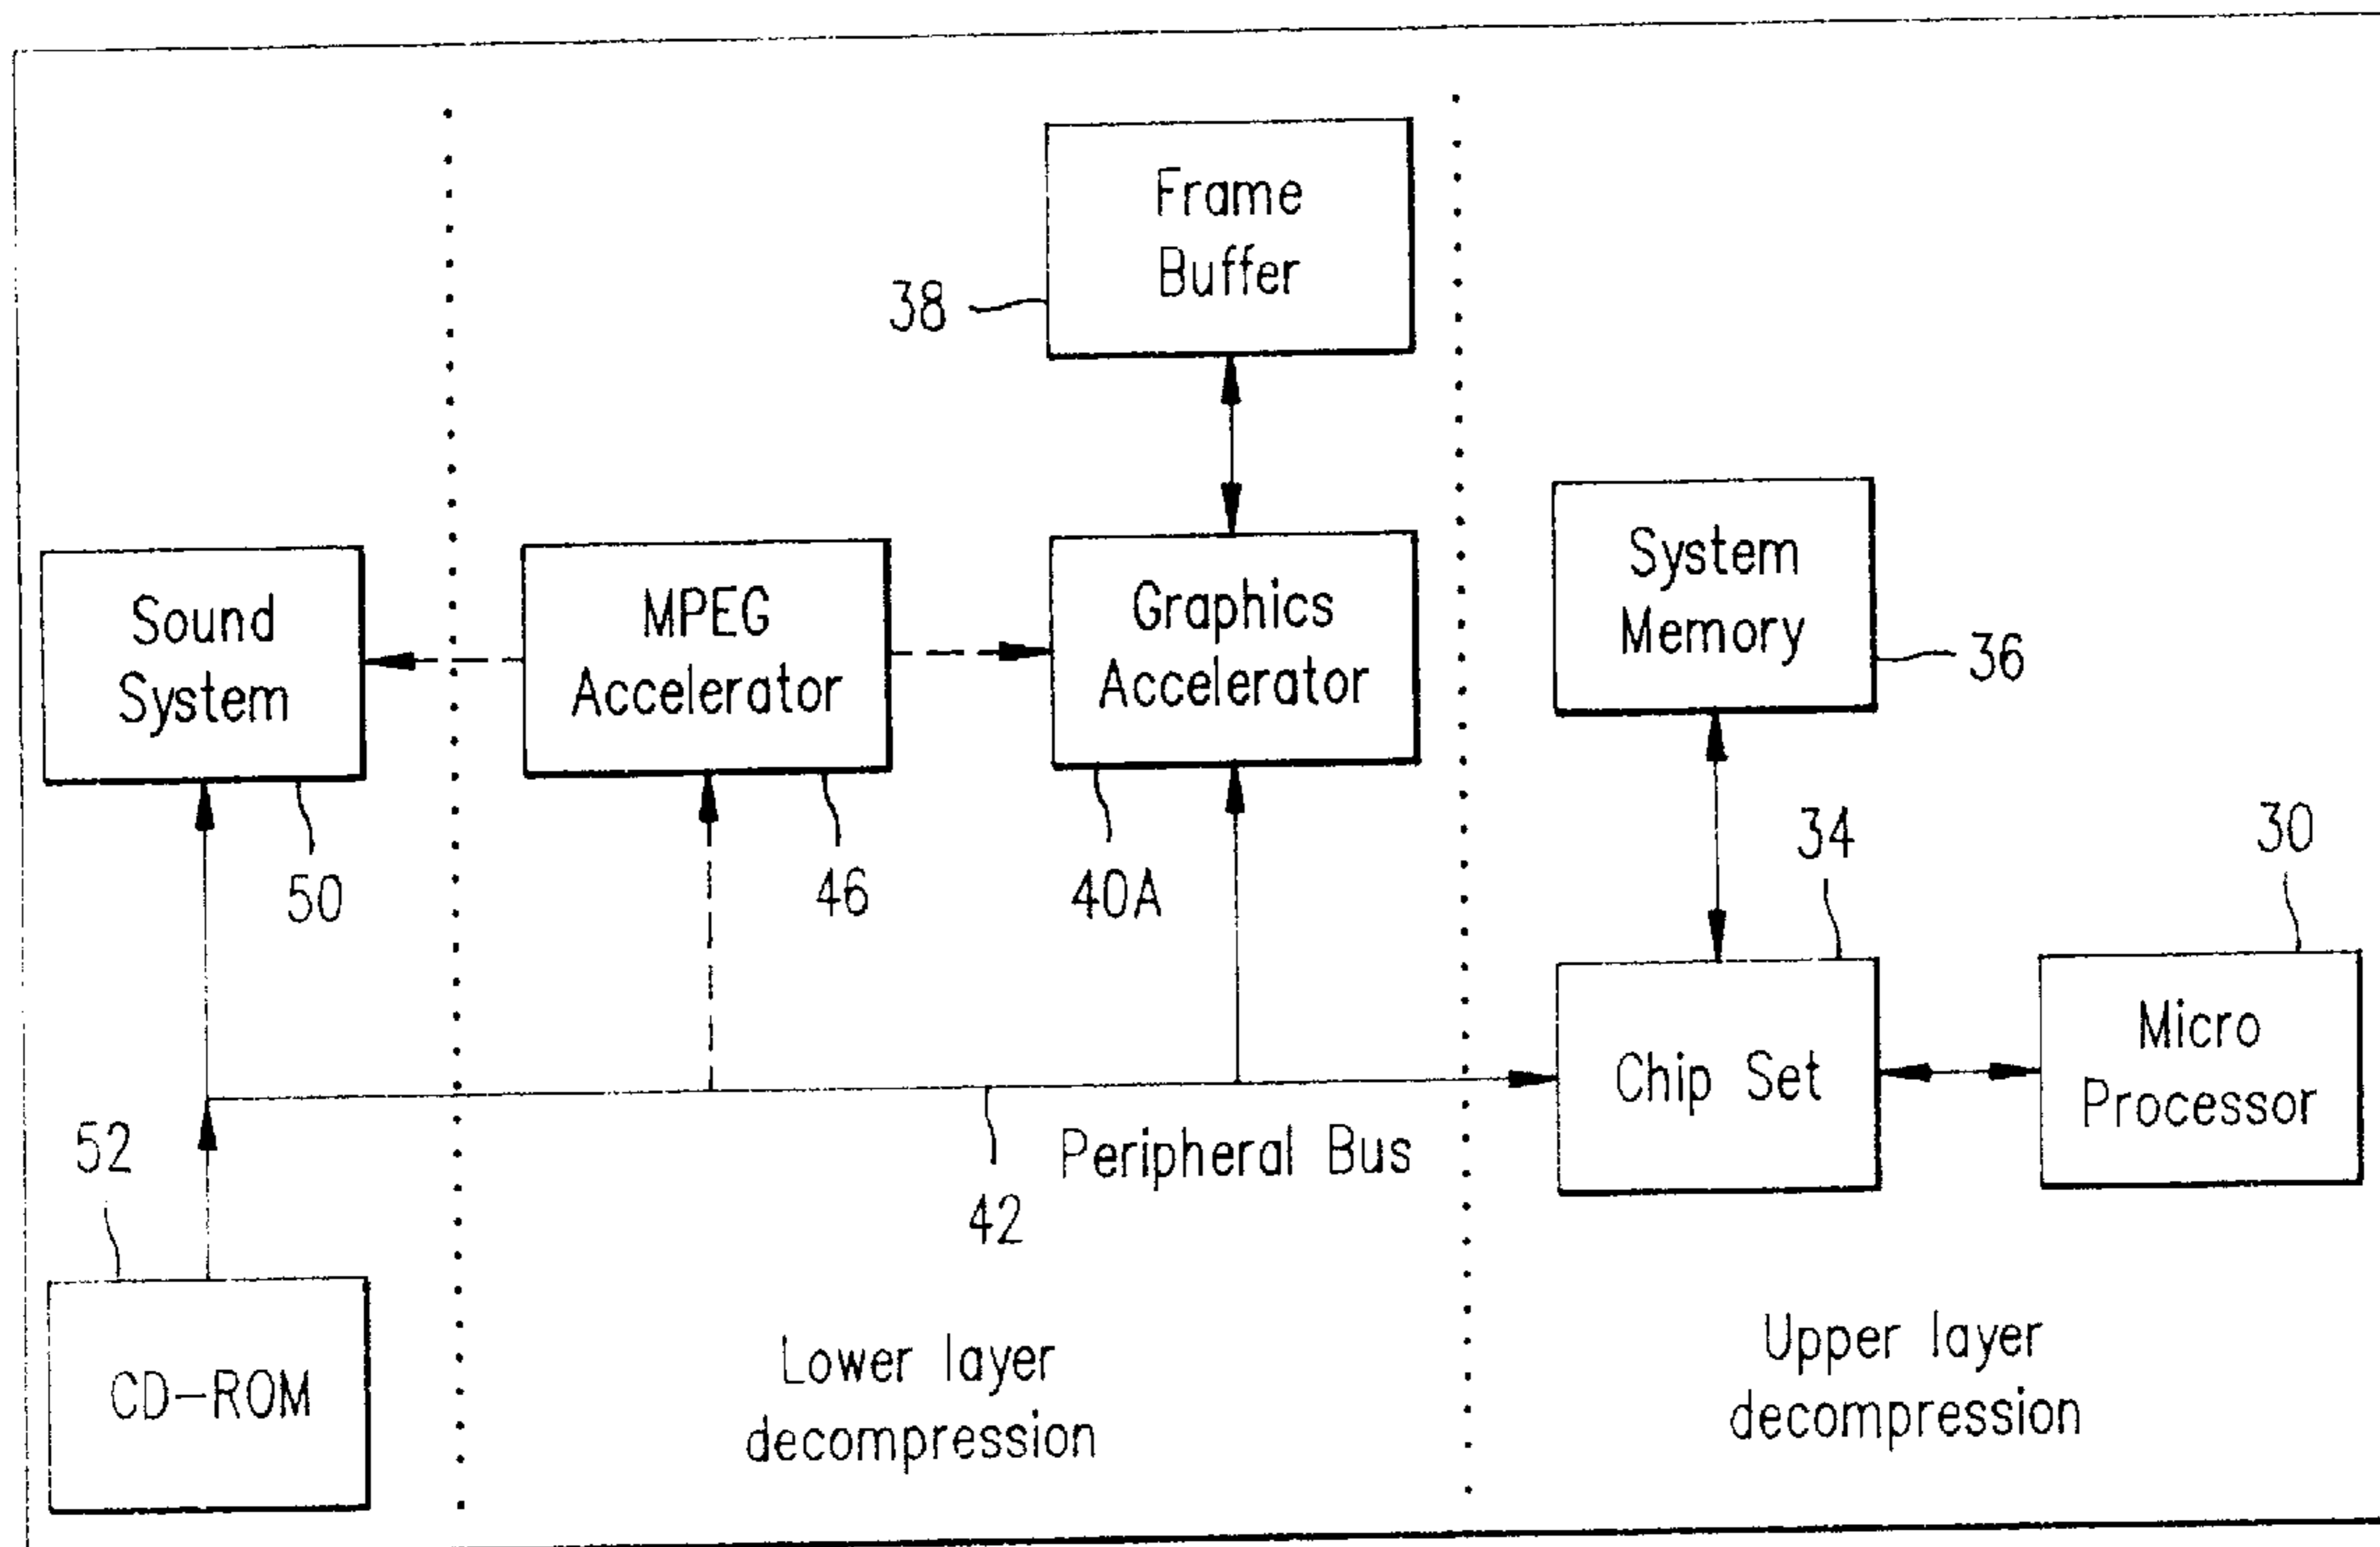 Frame
Buffer
38
System
Memory
36
Sound
System
50
MPEG
Accelerator
46
Graphics
Accelerator
40A
34
30
Chip Set
Micro
Processor
Peripheral Bus
42
52
CD-ROM
Lower layer
decompression
Upper layer
decompression